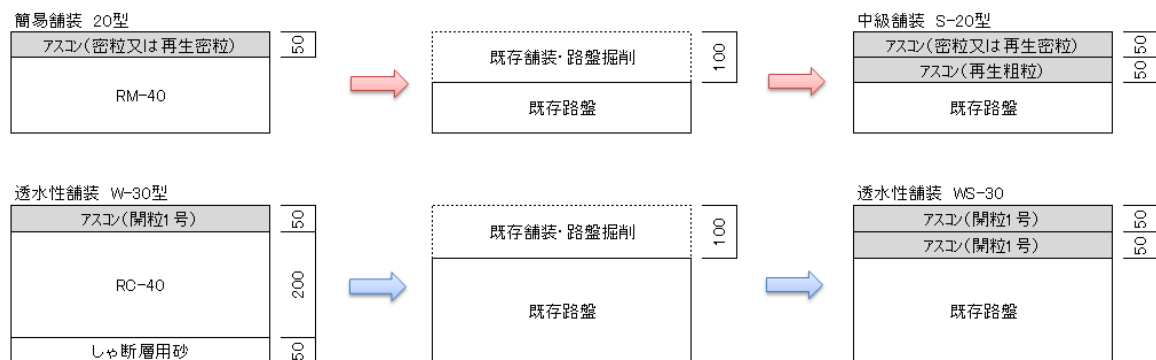 簡易舗装 20型
アスコン(密粒又は再生密粒)
50
RM-40
既存舗装・路盤掘削
100
既存路盤
中級舗装 S-20型
アスコン(密粒又は再生密粒)
50
アスコン(再生粗粒)
50
既存路盤
透水性舗装 W-30型
アスコン(開粒1号)
50
RC-40
200
しゃ断層用砂
50
既存舗装・路盤掘削
100
既存路盤
透水性舗装 WS-30
アスコン(開粒1号)
50
アスコン(開粒1号)
50
既存路盤